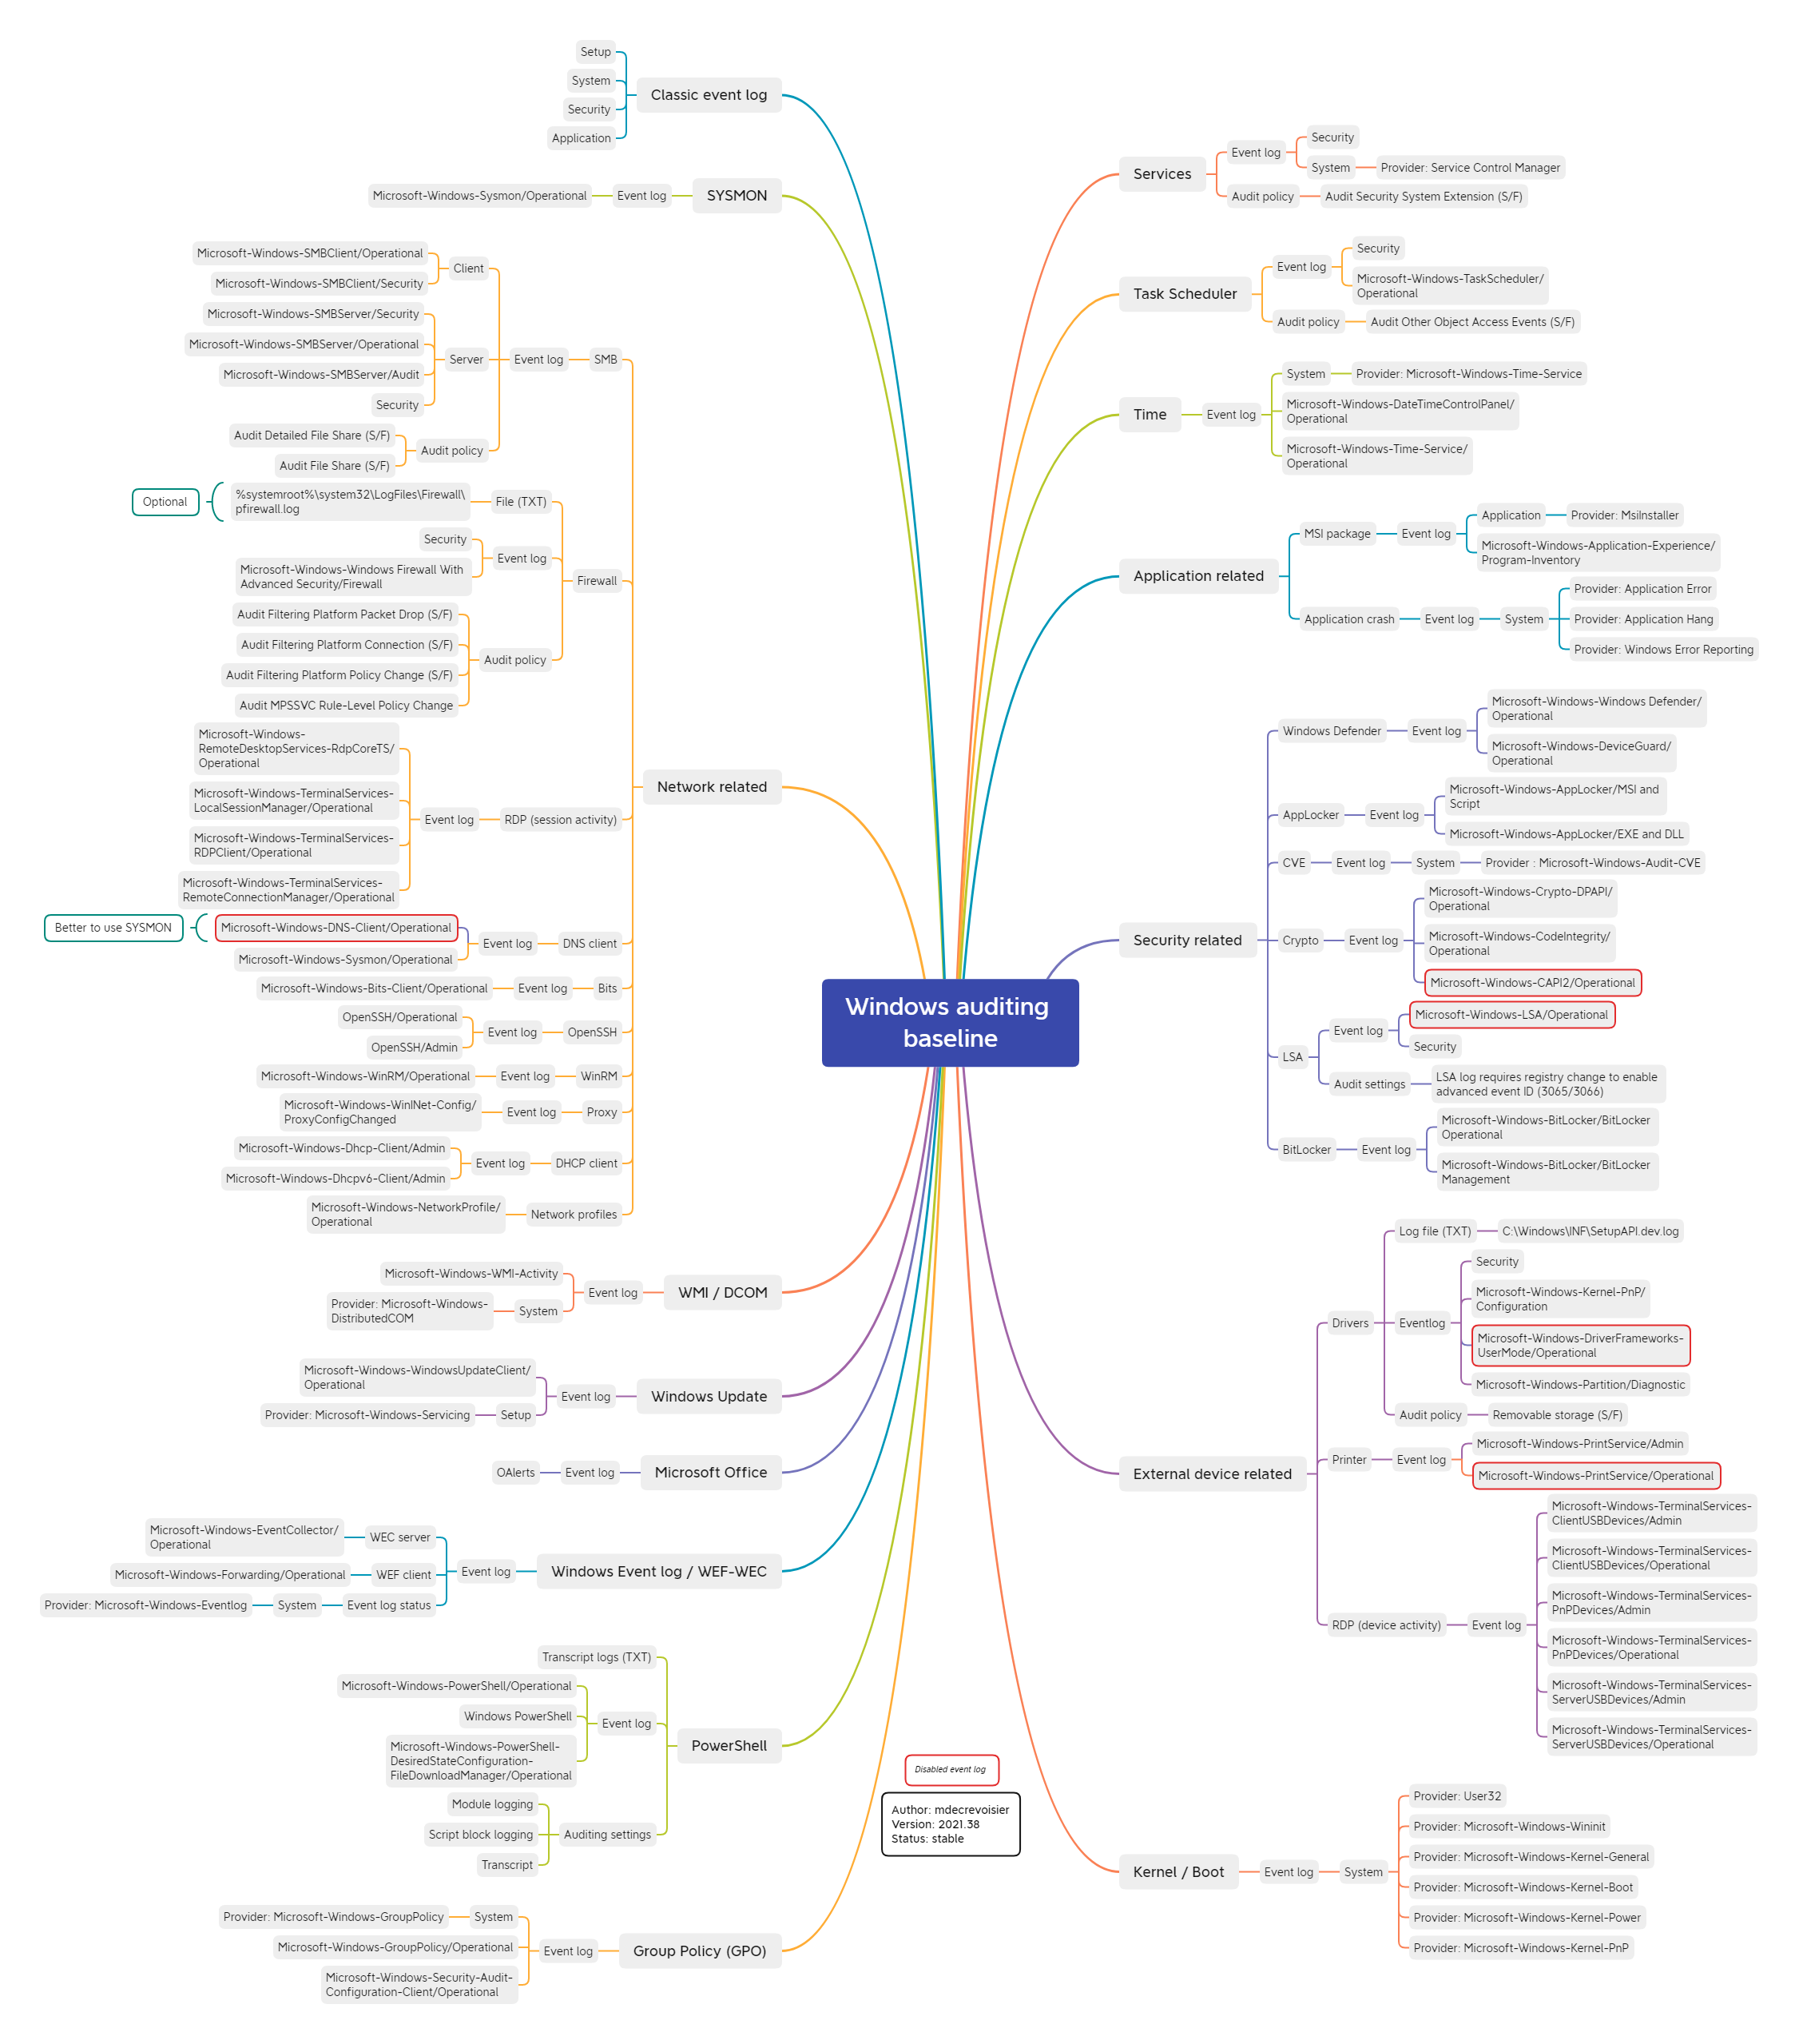 Windows auditing
baseline
Classic event log
Setup
System
Security
Application
SYSMON
Event log
Microsoft-Windows-Sysmon/Operational
Network related
SMB
Event log
Client
Microsoft-Windows-SMBClient/Operational
Microsoft-Windows-SMBClient/Security
Server
Microsoft-Windows-SMBServer/Security
Microsoft-Windows-SMBServer/Operational
Microsoft-Windows-SMBServer/Audit
Security
Audit policy
Audit Detailed File Share (S/F)
Audit File Share (S/F)
Firewall
File (TXT)
%systemroot%\system32\LogFiles\Firewall\
pfirewall.log
Optional
Event log
Security
Microsoft-Windows-Windows Firewall With
Advanced Security/Firewall
Audit policy
Audit Filtering Platform Packet Drop (S/F)
Audit Filtering Platform Connection (S/F)
Audit Filtering Platform Policy Change (S/F)
Audit MPSSVC Rule-Level Policy Change
RDP (session activity)
Event log
Microsoft-Windows-
RemoteDesktopServices-RdpCoreTS/
Operational
Microsoft-Windows-TerminalServices-
LocalSessionManager/Operational
Microsoft-Windows-TerminalServices-
RDPClient/Operational
Microsoft-Windows-TerminalServices-
RemoteConnectionManager/Operational
DNS client
Event log
Microsoft-Windows-DNS-Client/Operational
Better to use SYSMON
Microsoft-Windows-Sysmon/Operational
Bits
Event log
Microsoft-Windows-Bits-Client/Operational
OpenSSH
Event log
OpenSSH/Operational
OpenSSH/Admin
WinRM
Event log
Microsoft-Windows-WinRM/Operational
Proxy
Event log
Microsoft-Windows-WinINet-Config/
ProxyConfigChanged
DHCP client
Event log
Microsoft-Windows-Dhcp-Client/Admin
Microsoft-Windows-Dhcpv6-Client/Admin
Network profiles
Microsoft-Windows-NetworkProfile/
Operational
WMI / DCOM
Event log
Microsoft-Windows-WMI-Activity
System
Provider: Microsoft-Windows-
DistributedCOM
Windows Update
Event log
Microsoft-Windows-WindowsUpdateClient/
Operational
Setup
Provider: Microsoft-Windows-Servicing
Microsoft Office
Event log
OAlerts
Windows Event log / WEF-WEC
Event log
WEC server
Microsoft-Windows-EventCollector/
Operational
WEF client
Microsoft-Windows-Forwarding/Operational
Event log status
System
Provider: Microsoft-Windows-Eventlog
PowerShell
Transcript logs (TXT)
Event log
Microsoft-Windows-PowerShell/Operational
Windows PowerShell
Microsoft-Windows-PowerShell-
DesiredStateConfiguration-
FileDownloadManager/Operational
Auditing settings
Module logging
Script block logging
Transcript
Group Policy (GPO)
Event log
System
Provider: Microsoft-Windows-GroupPolicy
Microsoft-Windows-GroupPolicy/Operational
Microsoft-Windows-Security-Audit-
Configuration-Client/Operational
Services
Event log
Security
System
Provider: Service Control Manager
Audit policy
Audit Security System Extension (S/F)
Task Scheduler
Event log
Security
Microsoft-Windows-TaskScheduler/
Operational
Audit policy
Audit Other Object Access Events (S/F)
Time
Event log
System
Provider: Microsoft-Windows-Time-Service
Microsoft-Windows-DateTimeControlPanel/
Operational
Microsoft-Windows-Time-Service/
Operational
Application related
MSI package
Event log
Application
Provider: MsiInstaller
Microsoft-Windows-Application-Experience/
Program-Inventory
Application crash
Event log
System
Provider: Application Error
Provider: Application Hang
Provider: Windows Error Reporting
Security related
Windows Defender
Event log
Microsoft-Windows-Windows Defender/
Operational
Microsoft-Windows-DeviceGuard/
Operational
AppLocker
Event log
Microsoft-Windows-AppLocker/MSI and
Script
Microsoft-Windows-AppLocker/EXE and DLL
CVE
Event log
System
Provider : Microsoft-Windows-Audit-CVE
Crypto
Event log
Microsoft-Windows-Crypto-DPAPI/
Operational
Microsoft-Windows-CodeIntegrity/
Operational
Microsoft-Windows-CAPI2/Operational
LSA
Event log
Microsoft-Windows-LSA/Operational
Security
Audit settings
LSA log requires registry change to enable
advanced event ID (3065/3066)
BitLocker
Event log
Microsoft-Windows-BitLocker/BitLocker
Operational
Microsoft-Windows-BitLocker/BitLocker
Management
External device related
Drivers
Log file (TXT)
C:\Windows\INF\SetupAPI.dev.log
Eventlog
Security
Microsoft-Windows-Kernel-PnP/
Configuration
Microsoft-Windows-DriverFrameworks-
UserMode/Operational
Microsoft-Windows-Partition/Diagnostic
Audit policy
Removable storage (S/F)
Printer
Event log
Microsoft-Windows-PrintService/Admin
Microsoft-Windows-PrintService/Operational
RDP (device activity)
Event log
Microsoft-Windows-TerminalServices-
ClientUSBDevices/Admin
Microsoft-Windows-TerminalServices-
ClientUSBDevices/Operational
Microsoft-Windows-TerminalServices-
PnPDevices/Admin
Microsoft-Windows-TerminalServices-
PnPDevices/Operational
Microsoft-Windows-TerminalServices-
ServerUSBDevices/Admin
Microsoft-Windows-TerminalServices-
ServerUSBDevices/Operational
Kernel / Boot
Event log
System
Provider: User32
Provider: Microsoft-Windows-Wininit
Provider: Microsoft-Windows-Kernel-General
Provider: Microsoft-Windows-Kernel-Boot
Provider: Microsoft-Windows-Kernel-Power
Provider: Microsoft-Windows-Kernel-PnP
Disabled event log
Author: mdecrevoisier
Version: 2021.38
Status: stable